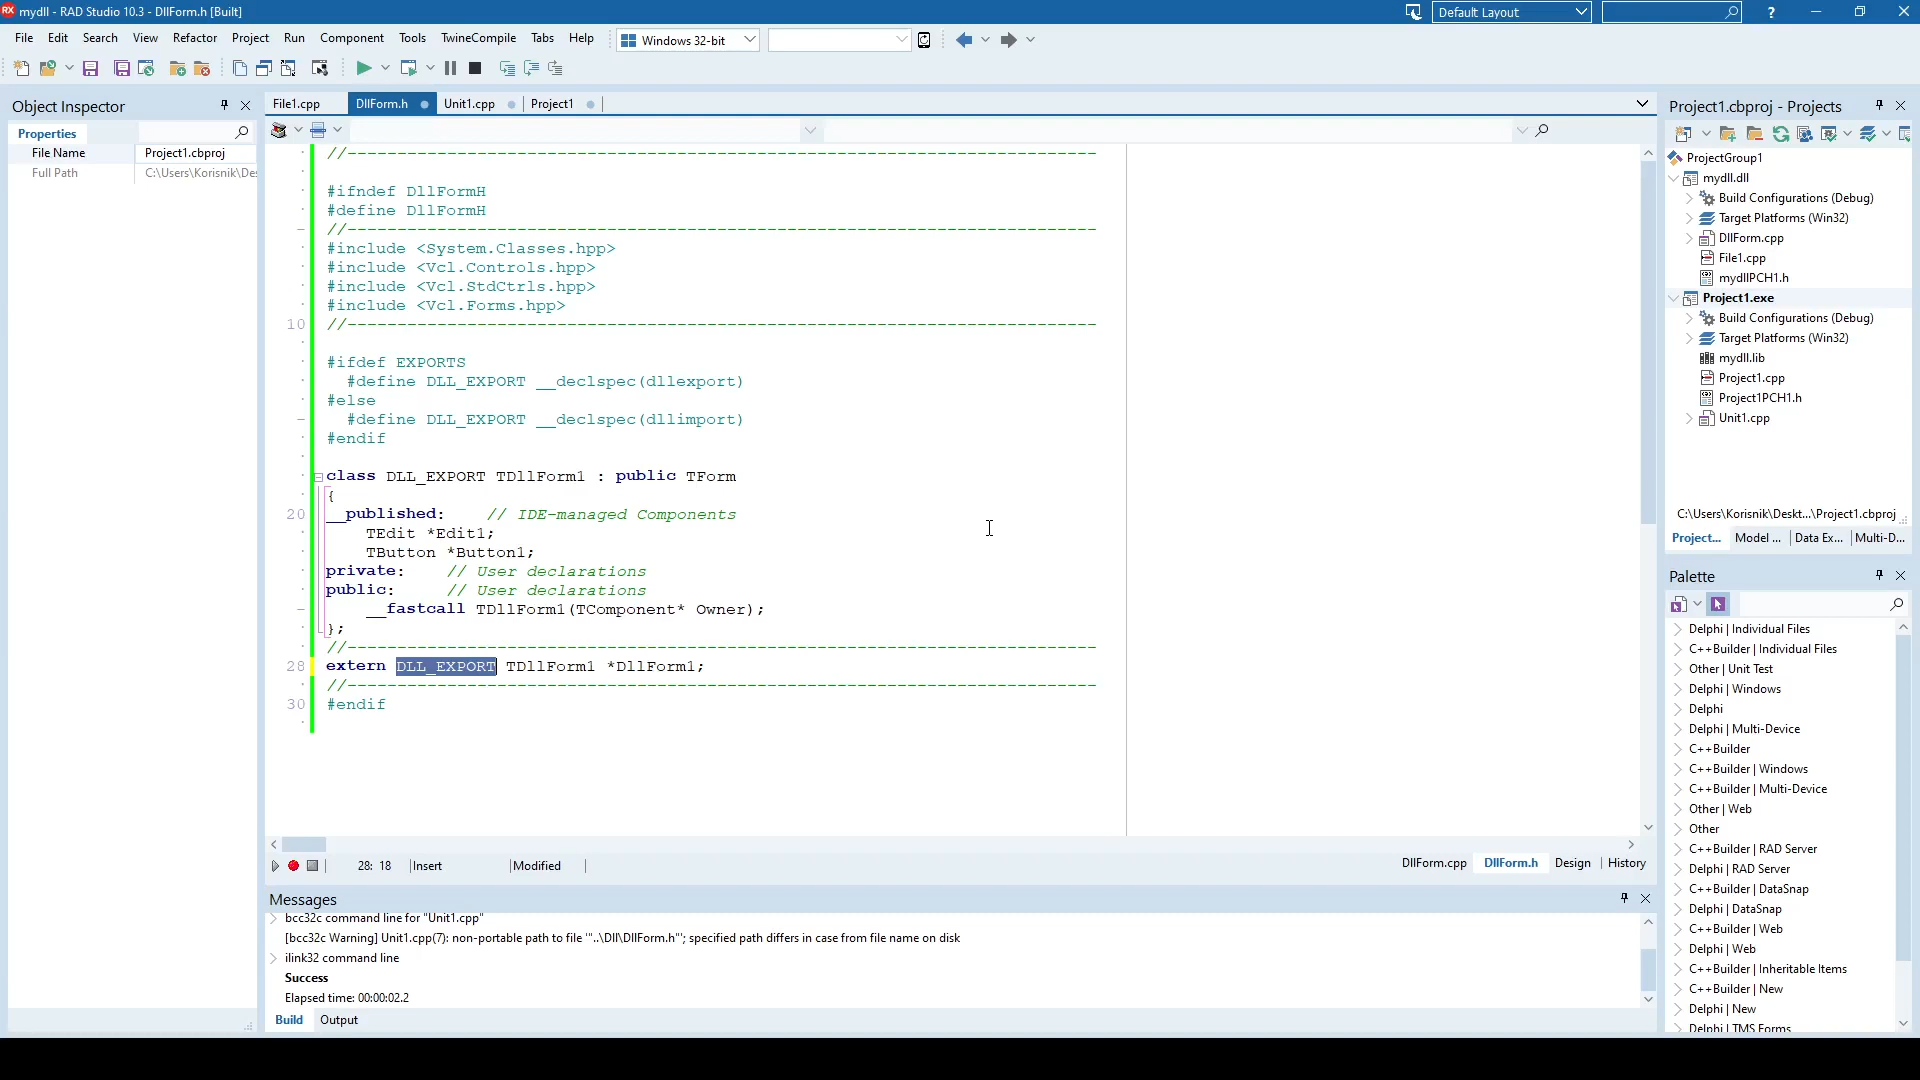 mydll - RAD Studio 10.3 - DllForm.h [Built]
Default Layout
?
File Edit Search View Refactor Project Run Component Tools TwineCompile Tabs Help
Windows 32-bit
Object Inspector
Properties
File Name Project1.cbproj
Full Path C:\Users\Korisnik\De
File1.cpp DllForm.h Unit1.cpp Project1
//---------------------------------------------------------------------------
#ifndef DllFormH
#define DllFormH
//---------------------------------------------------------------------------
#include <System.Classes.hpp>
#include <Vcl.Controls.hpp>
#include <Vcl.StdCtrls.hpp>
#include <Vcl.Forms.hpp>
10 //---------------------------------------------------------------------------
#ifdef EXPORTS
#define DLL_EXPORT __declspec(dllexport)
#else
#define DLL_EXPORT __declspec(dllimport)
#endif
class DLL_EXPORT TDllForm1 : public TForm
{
20 __published: // IDE-managed Components
TEdit *Edit1;
TButton *Button1;
private: // User declarations
public: // User declarations
__fastcall TDllForm1(TComponent* Owner);
};
//---------------------------------------------------------------------------
28 extern DLL_EXPORT TDllForm1 *DllForm1;
//---------------------------------------------------------------------------
30 #endif
28: 18 Insert Modified
DllForm.cpp DllForm.h Design History
Messages
bcc32c command line for "Unit1.cpp"
[bcc32c Warning] Unit1.cpp(7): non-portable path to file '"..\Dll\DllForm.h"'; specified path differs in case from file name on disk
ilink32 command line
Success
Elapsed time: 00:00:02.2
Build Output
Project1.cbproj - Projects
ProjectGroup1
mydll.dll
Build Configurations (Debug)
Target Platforms (Win32)
DllForm.cpp
File1.cpp
mydllPCH1.h
Project1.exe
Build Configurations (Debug)
Target Platforms (Win32)
mydll.lib
Project1.cpp
Project1PCH1.h
Unit1.cpp
C:\Users\Korisnik\Deskt...\Project1.cbproj
Project... Model ... Data Ex... Multi-D...
Palette
Delphi | Individual Files
C++Builder | Individual Files
Other | Unit Test
Delphi | Windows
Delphi
Delphi | Multi-Device
C++Builder
C++Builder | Windows
C++Builder | Multi-Device
Other | Web
Other
C++Builder | RAD Server
Delphi | RAD Server
C++Builder | DataSnap
Delphi | DataSnap
C++Builder | Web
Delphi | Web
C++Builder | Inheritable Items
C++Builder | New
Delphi | New
Delphi | TMS Forms